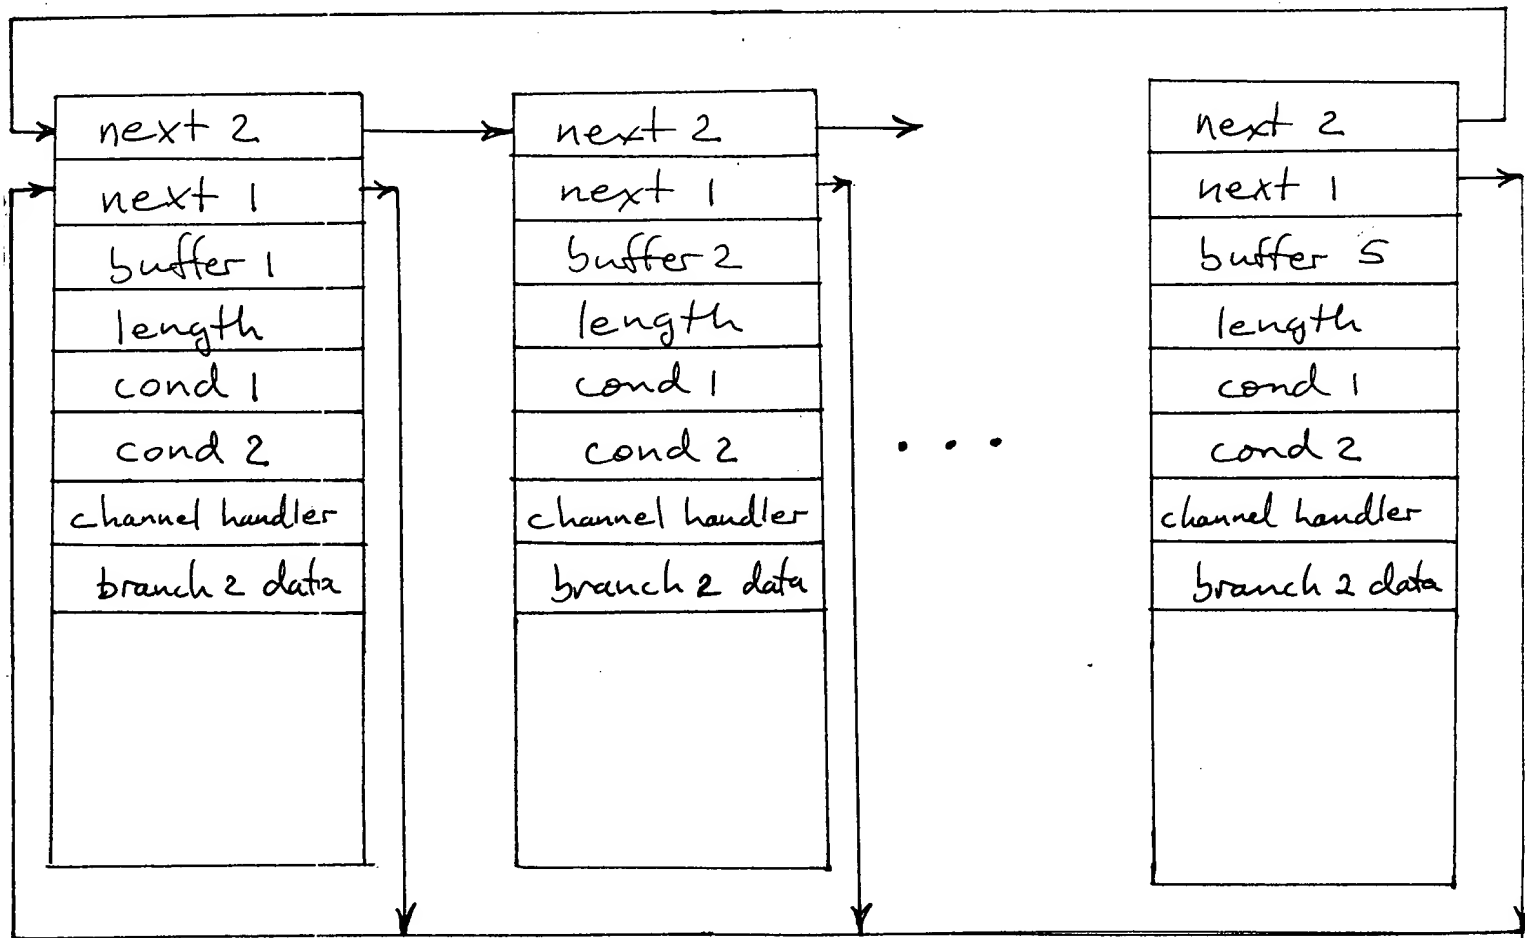 next 2
next 1
buffer 1
length
cond 1
cond 2
channel handler
branch 2 data
next 2
next 1
buffer 2
length
cond 1
cond 2
channel handler
branch 2 data
...
next 2
next 1
buffer 5
length
cond 1
cond 2
channel handler
branch 2 data